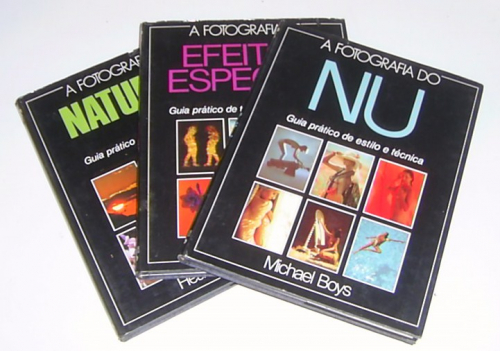 A FOTOGRAFIA
NATU
Guia prático
A FOTOGRAFIA
EFEIT
ESPEC
Guia prático de
A FOTOGRAFIA DO
NU
Guia prático de estilo e técnica
Michael Boys